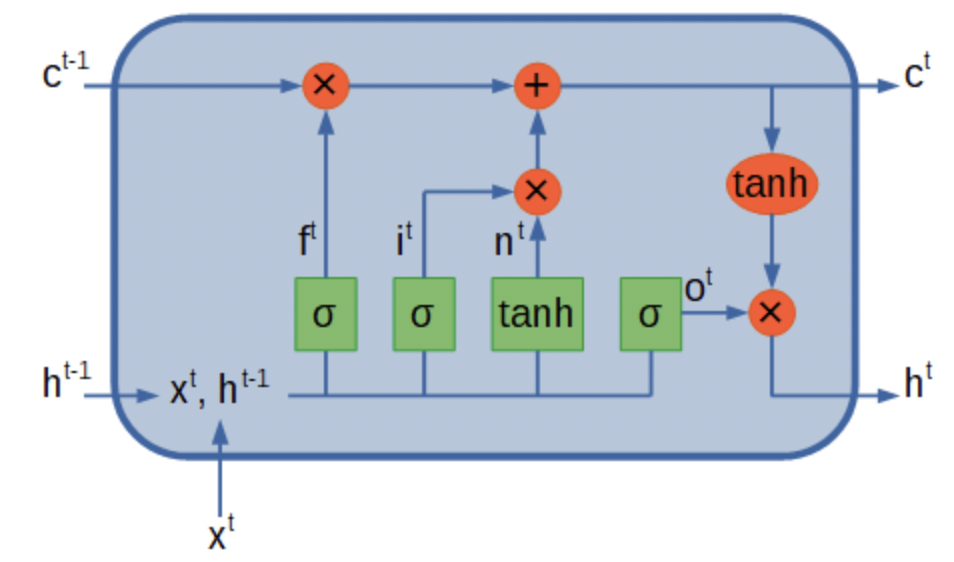 c^t-1
×
+
c^t
×
tanh
f^t
i^t
n^t
σ
σ
tanh
σ
o^t
×
h^t-1
x^t, h^t-1
h^t
x^t